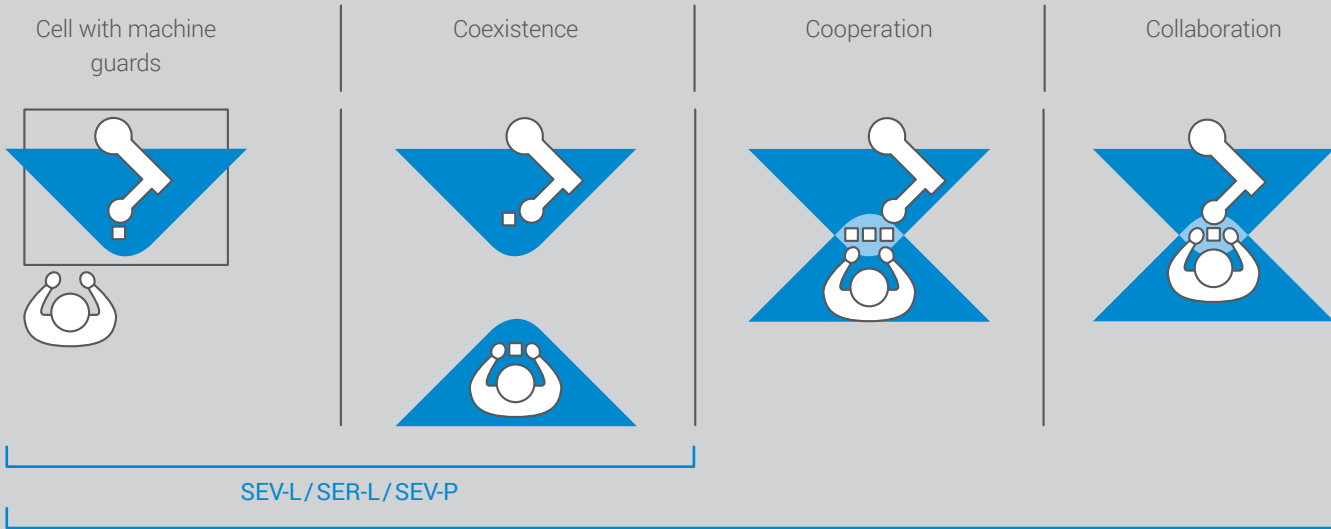 Cell with machine
guards
Coexistence
Cooperation
Collaboration
SEV-L/SER-L/SEV-P